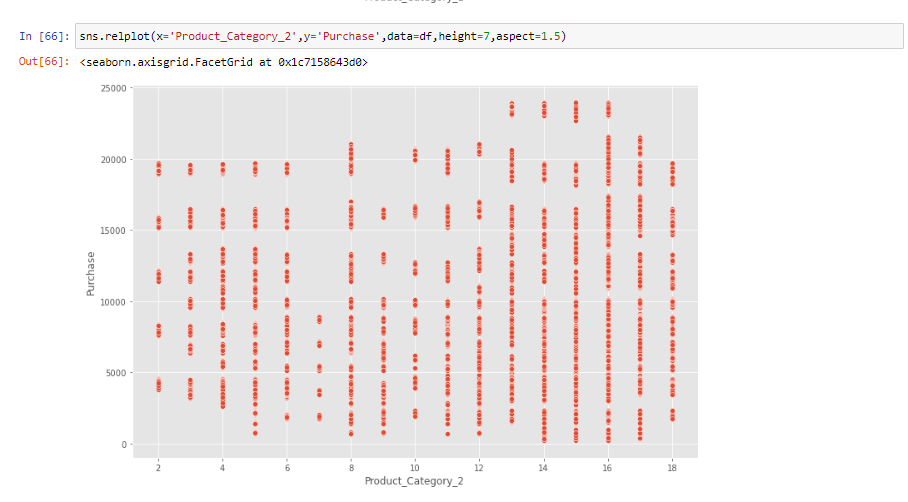 In [66]: sns.relplot(x='Product_Category_2',y='Purchase',data=df,height=7,aspect=1.5)
Out[66]: <seaborn.axisgrid.FacetGrid at 0x1c7158643d0>
25000
20000
15000
10000
5000
0
Purchase
2 4 6 8 10 12 14 16 18
Product_Category_2